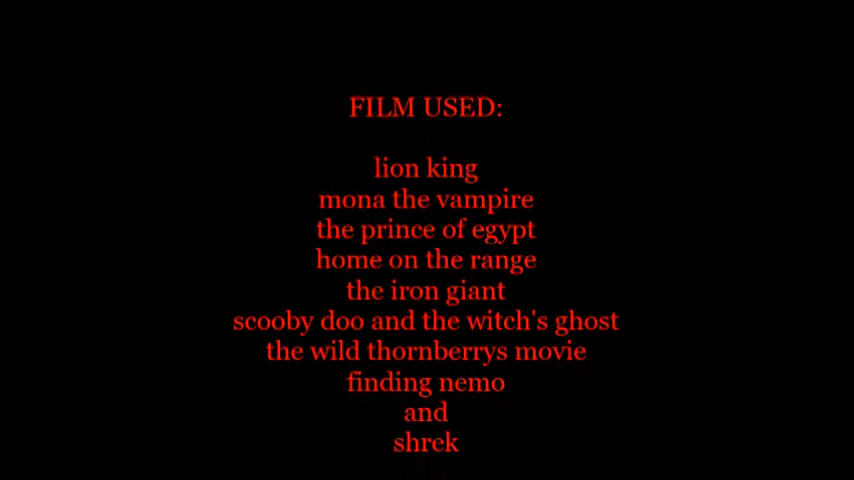 FILM USED:
lion king
mona the vampire
the prince of egypt
home on the range
the iron giant
scooby doo and the witch's ghost
the wild thornberrys movie
finding nemo
and
shrek